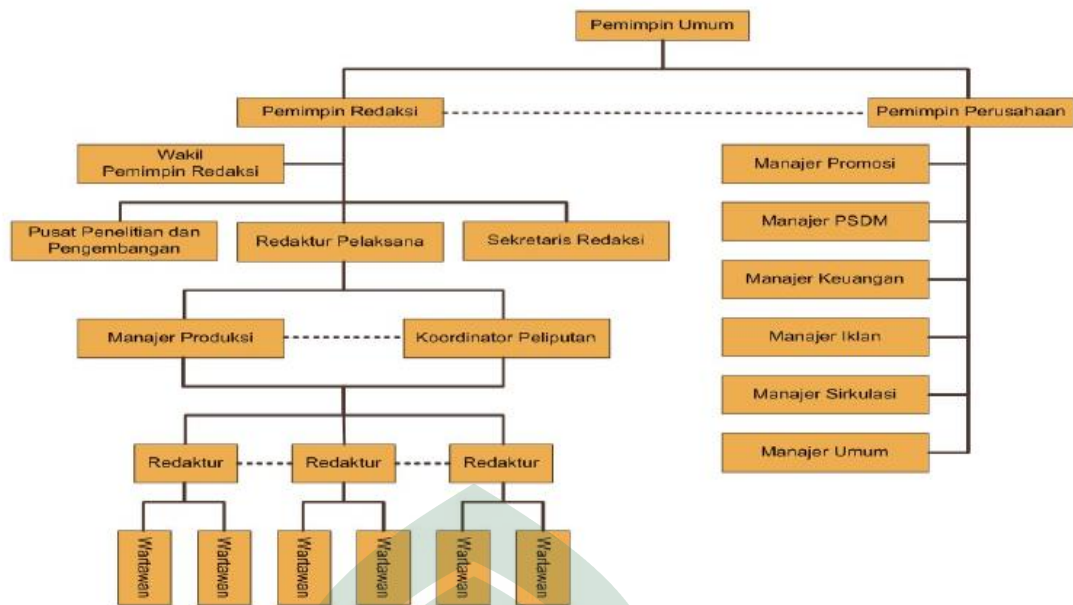 Pemimpin Umum
Pemimpin Redaksi
Pemimpin Perusahaan
Wakil
Pemimpin Redaksi
Manajer Promosi
Pusat Penelitian dan
Pengembangan
Redaktur Pelaksana
Sekretaris Redaksi
Manajer PSDM
Manajer Keuangan
Manajer Produksi
Koordinator Peliputan
Manajer Iklan
Manajer Sirkulasi
Redaktur
Redaktur
Redaktur
Manajer Umum
Wartawan
Wartawan
Wartawan
Wartawan
Wartawan
Wartawan